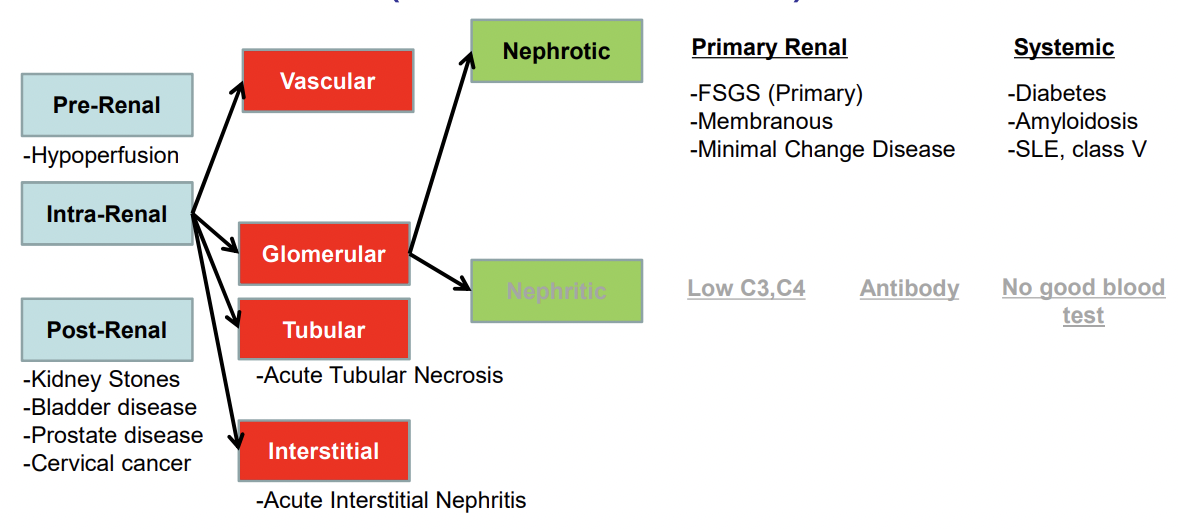 Pre-Renal
-Hypoperfusion
Intra-Renal
Post-Renal
-Kidney Stones
-Bladder disease
-Prostate disease
-Cervical cancer
Vascular
Glomerular
Tubular
-Acute Tubular Necrosis
Interstitial
-Acute Interstitial Nephritis
Nephrotic
Primary Renal
-FSGS (Primary)
-Membranous
-Minimal Change Disease
Systemic
-Diabetes
-Amyloidosis
-SLE, class V
Nephritic
Low C3,C4
Antibody
No good blood
test